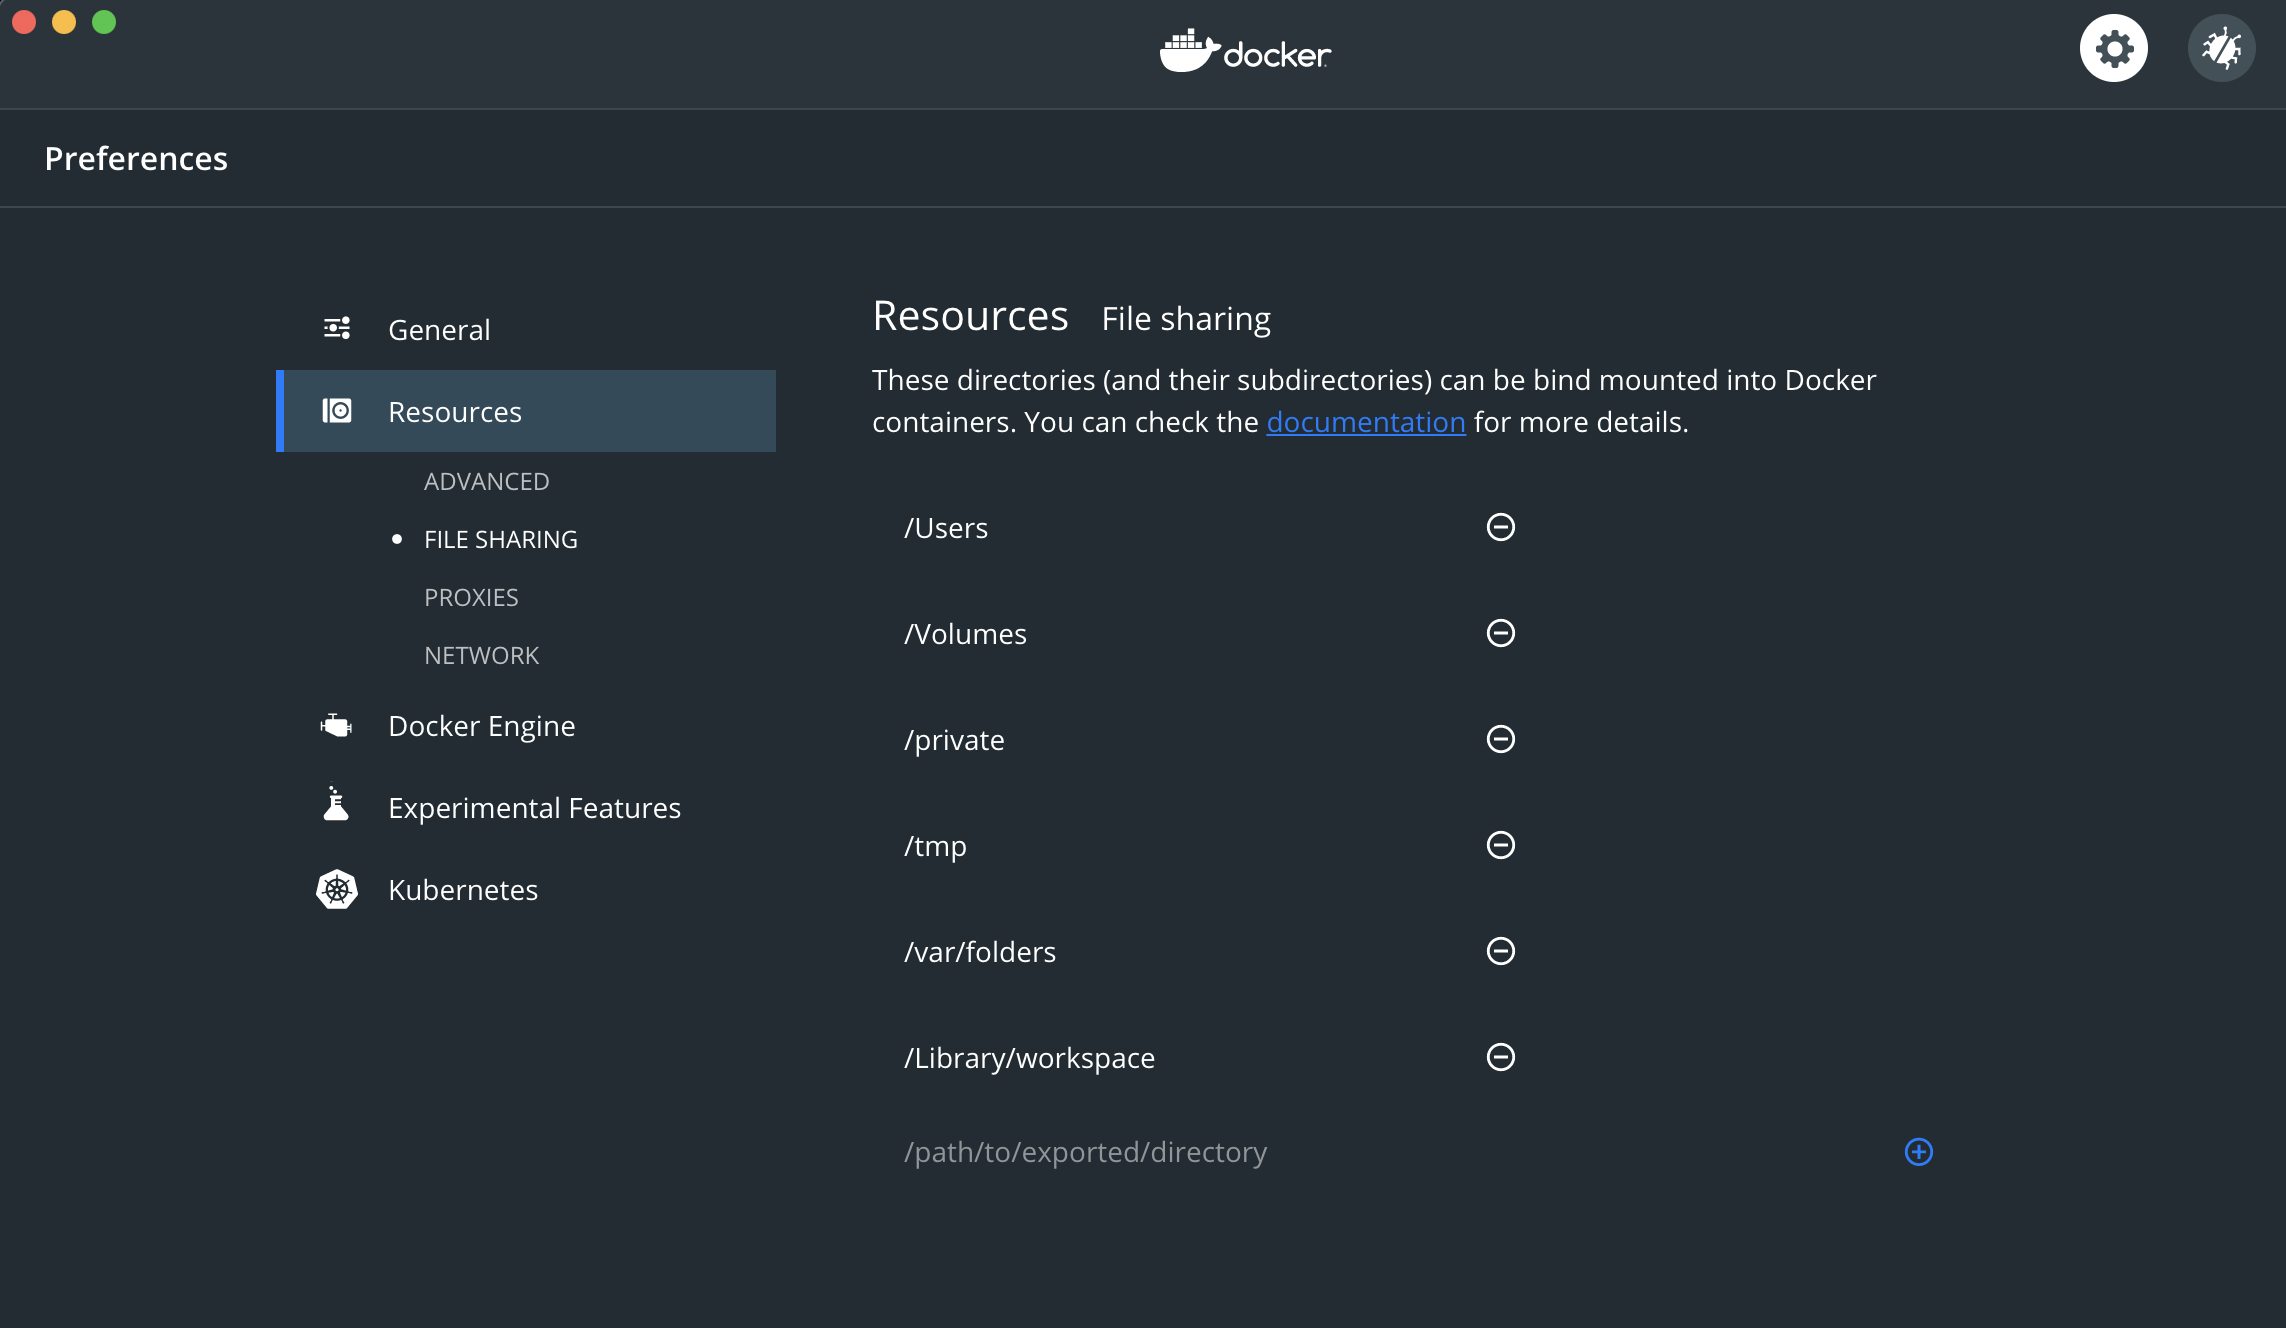 docker
Preferences
General
Resources
ADVANCED
FILE SHARING
PROXIES
NETWORK
Docker Engine
Experimental Features
Kubernetes
Resources File sharing
These directories (and their subdirectories) can be bind mounted into Docker
containers. You can check the documentation for more details.
/Users
/Volumes
/private
/tmp
/var/folders
/Library/workspace
/path/to/exported/directory